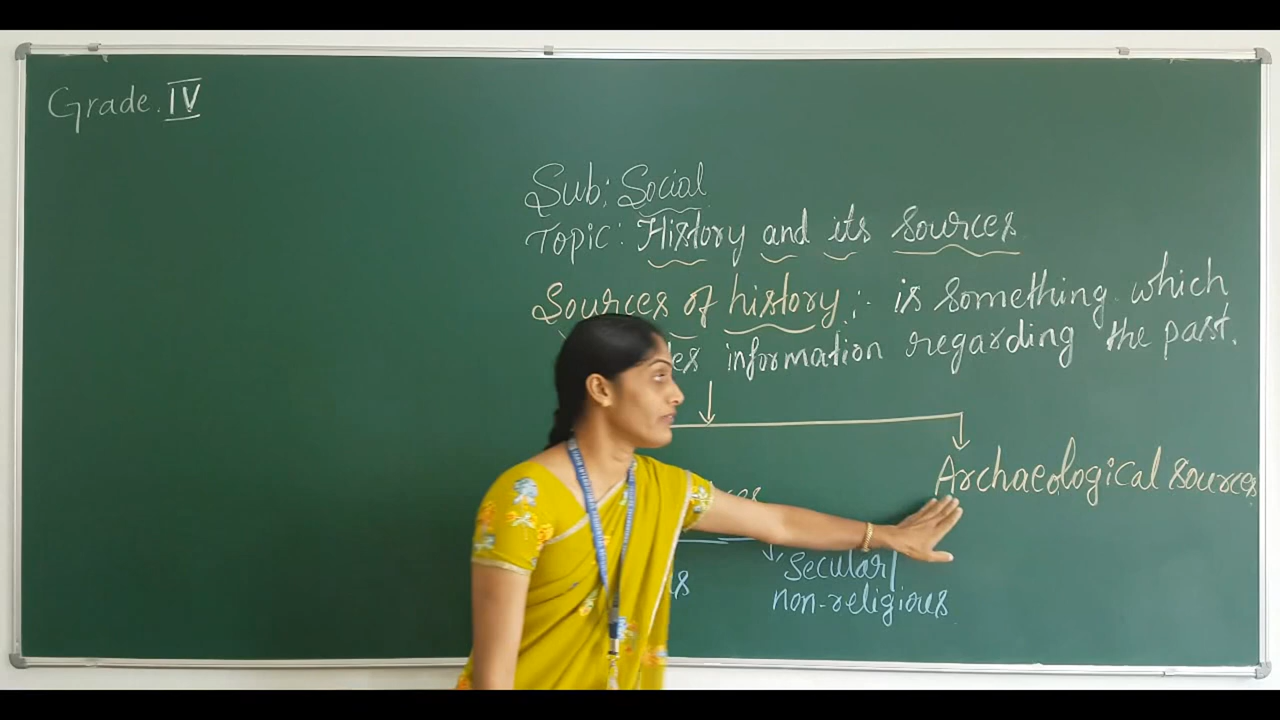 Grade. IV
Sub: Social
Topic: History and its sources
Sources of history :- is something which
information regarding the past.
Archaeological sources
Secular/
non-religious